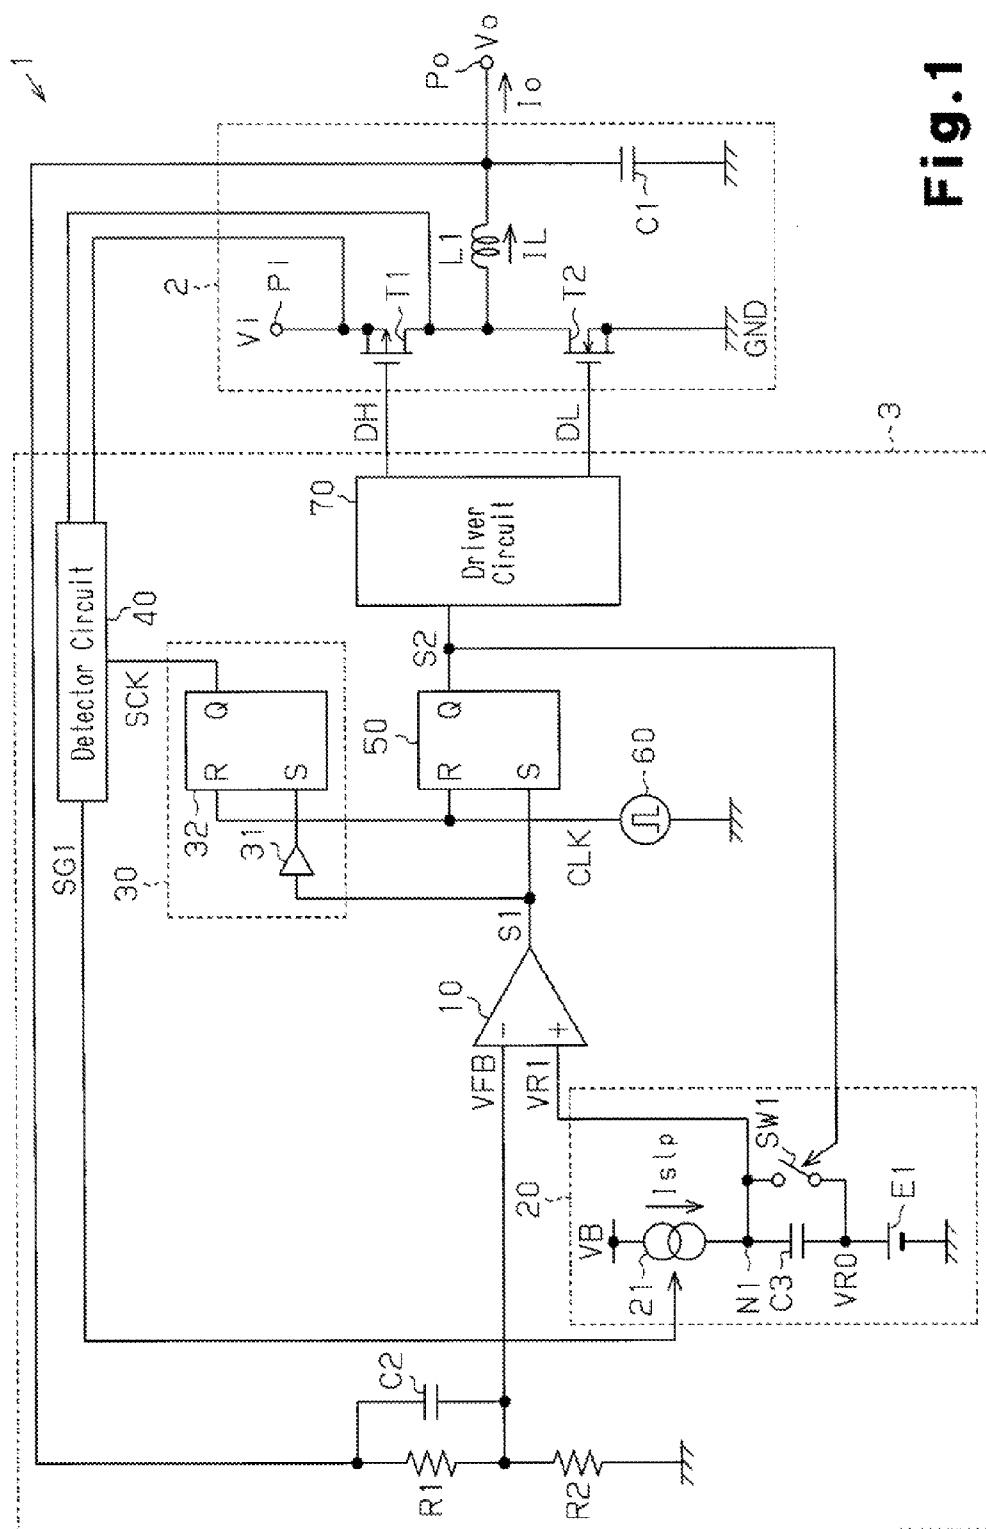 Fig.1
1
2
Vi
Pi
T1
L1
IL
Po
Vo
Io
C1
T2
GND
DH
DL
3
Detector Circuit
40
SCK
SG1
30
32
R
Q
S
31
50
R
Q
S
S2
70
Driver
Circuit
60
CLK
S1
10
-
+
VFB
VR1
20
VB
21
Islp
N1
C3
SW1
VR0
E1
C2
R1
R2